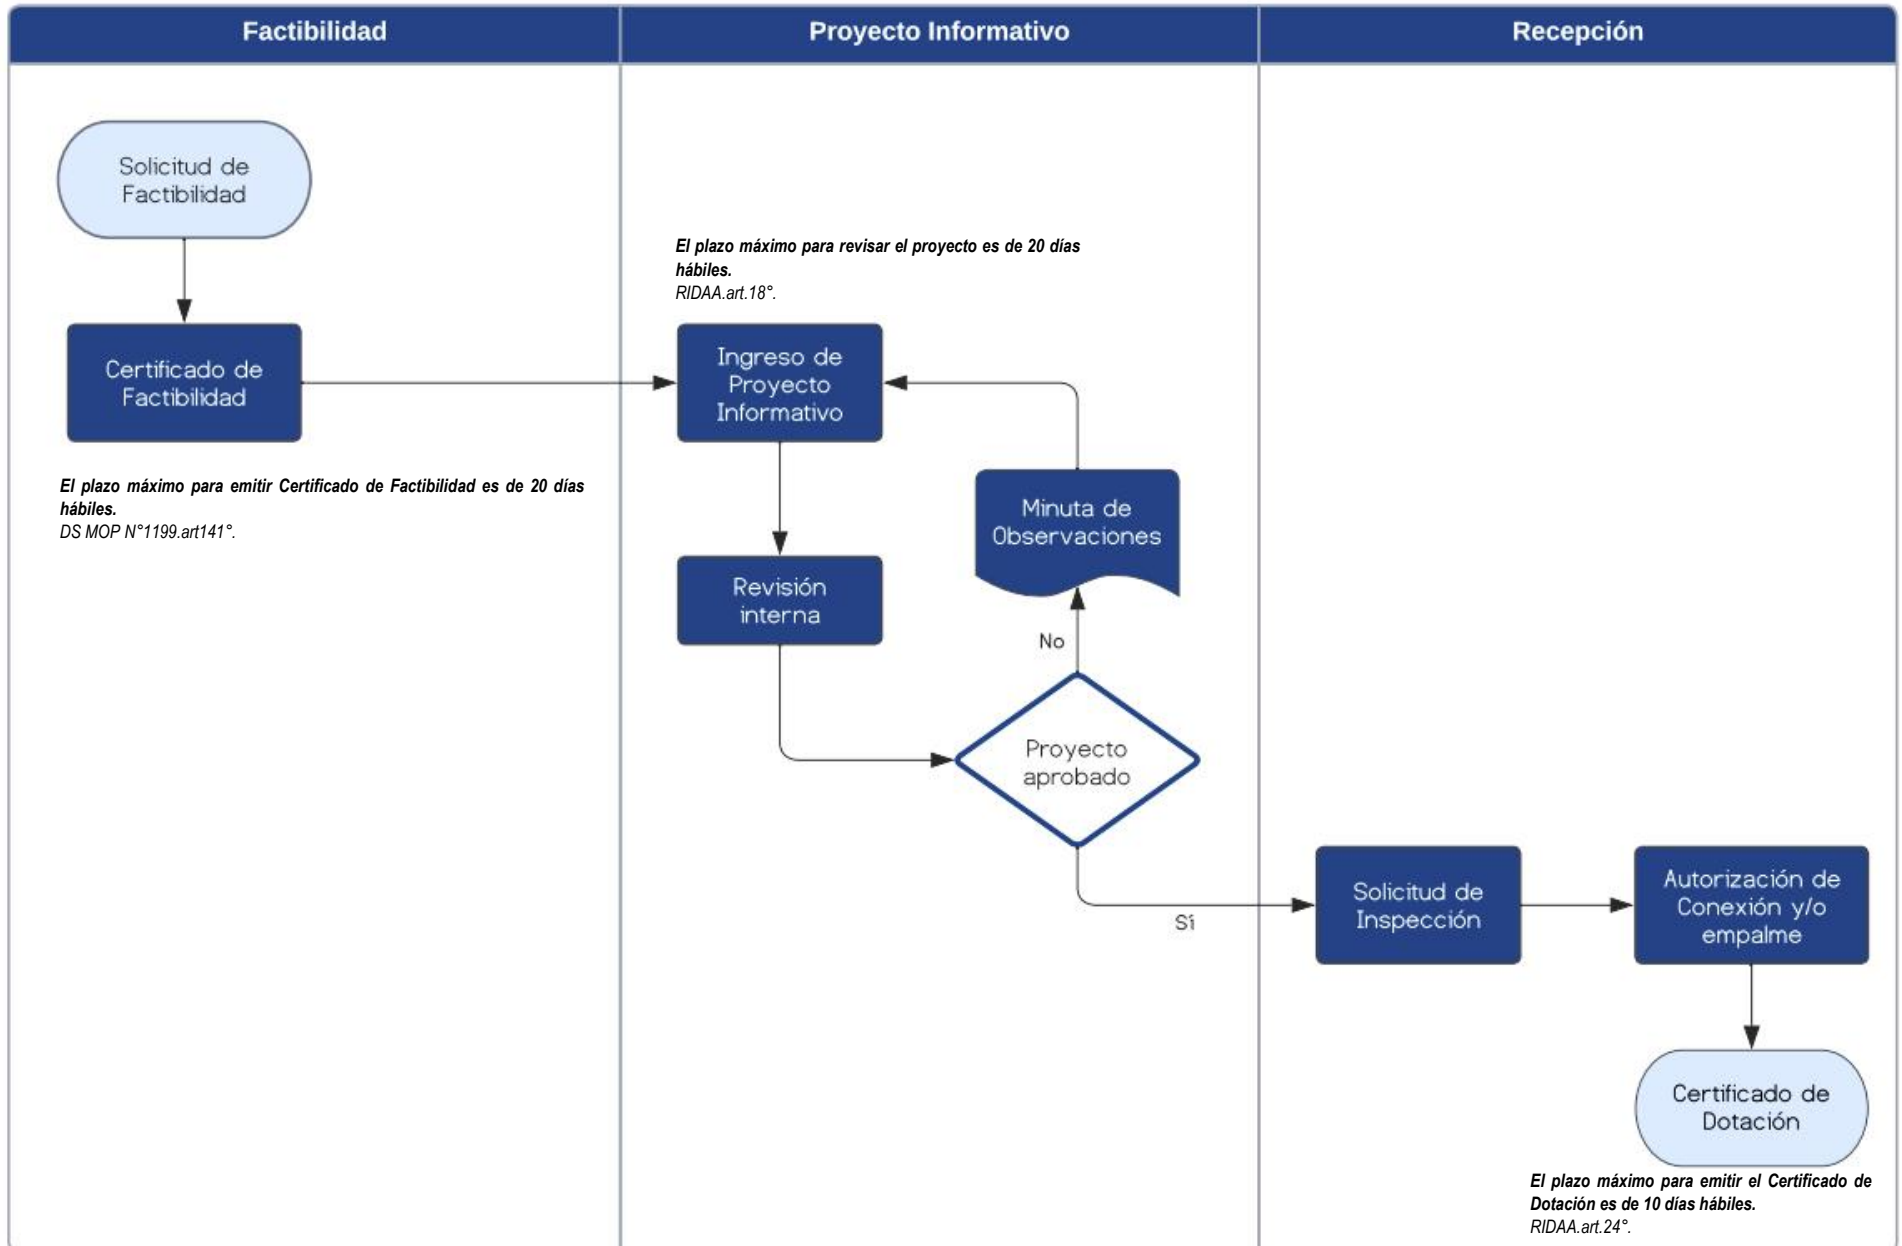 Factibilidad
Proyecto Informativo
Recepción
Solicitud de
Factibilidad
Certificado de
Factibilidad
El plazo máximo para emitir Certificado de Factibilidad es de 20 días
hábiles.
DS MOP N°1199.art141°.
El plazo máximo para revisar el proyecto es de 20 días
hábiles.
RIDAA.art.18°.
Ingreso de
Proyecto
Informativo
Revisión
interna
Minuta de
Observaciones
No
Proyecto
aprobado
Sí
Solicitud de
Inspección
Autorización de
Conexión y/o
empalme
Certificado de
Dotación
El plazo máximo para emitir el Certificado de
Dotación es de 10 días hábiles.
RIDAA.art.24°.